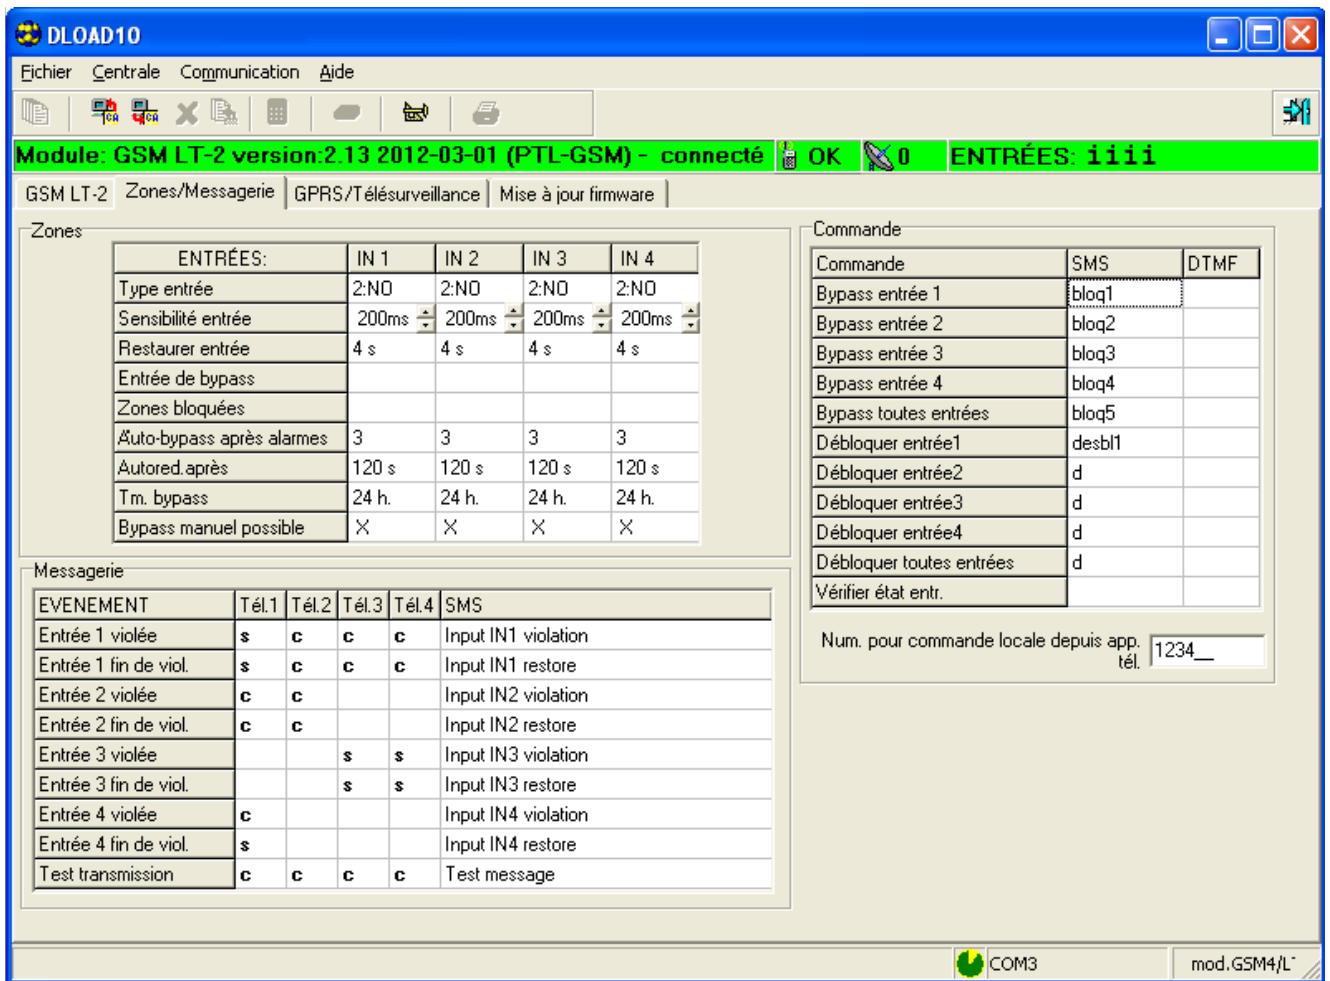 DLOAD10
Fichier Centrale Communication Aide
Module: GSM LT-2 version:2.13 2012-03-01 (PTL-GSM) - connecté OK 0 ENTRÉES: iiii
GSM LT-2 Zones/Messagerie GPRS/Télésurveillance Mise à jour firmware
Zones
ENTRÉES: IN 1 IN 2 IN 3 IN 4
Type entrée 2:NO 2:NO 2:NO 2:NO
Sensibilité entrée 200ms 200ms 200ms 200ms
Restaurer entrée 4 s 4 s 4 s 4 s
Entrée de bypass
Zones bloquées
Auto-bypass après alarmes 3 3 3 3
Autored.après 120 s 120 s 120 s 120 s
Tm. bypass 24 h. 24 h. 24 h. 24 h.
Bypass manuel possible X X X X
Messagerie
EVENEMENT Tél.1 Tél.2 Tél.3 Tél.4 SMS
Entrée 1 violée s c c c Input IN1 violation
Entrée 1 fin de viol. s c c c Input IN1 restore
Entrée 2 violée c c Input IN2 violation
Entrée 2 fin de viol. c c Input IN2 restore
Entrée 3 violée s s Input IN3 violation
Entrée 3 fin de viol. s s Input IN3 restore
Entrée 4 violée c Input IN4 violation
Entrée 4 fin de viol. s Input IN4 restore
Test transmission c c c c Test message
Commande
Commande SMS DTMF
Bypass entrée 1 bloq1
Bypass entrée 2 bloq2
Bypass entrée 3 bloq3
Bypass entrée 4 bloq4
Bypass toutes entrées bloq5
Débloquer entrée1 desbl1
Débloquer entrée2 d
Débloquer entrée3 d
Débloquer entrée4 d
Débloquer toutes entrées d
Vérifier état entr.
Num. pour commande locale depuis app.
tél. 1234__
COM3 mod.GSM4/L